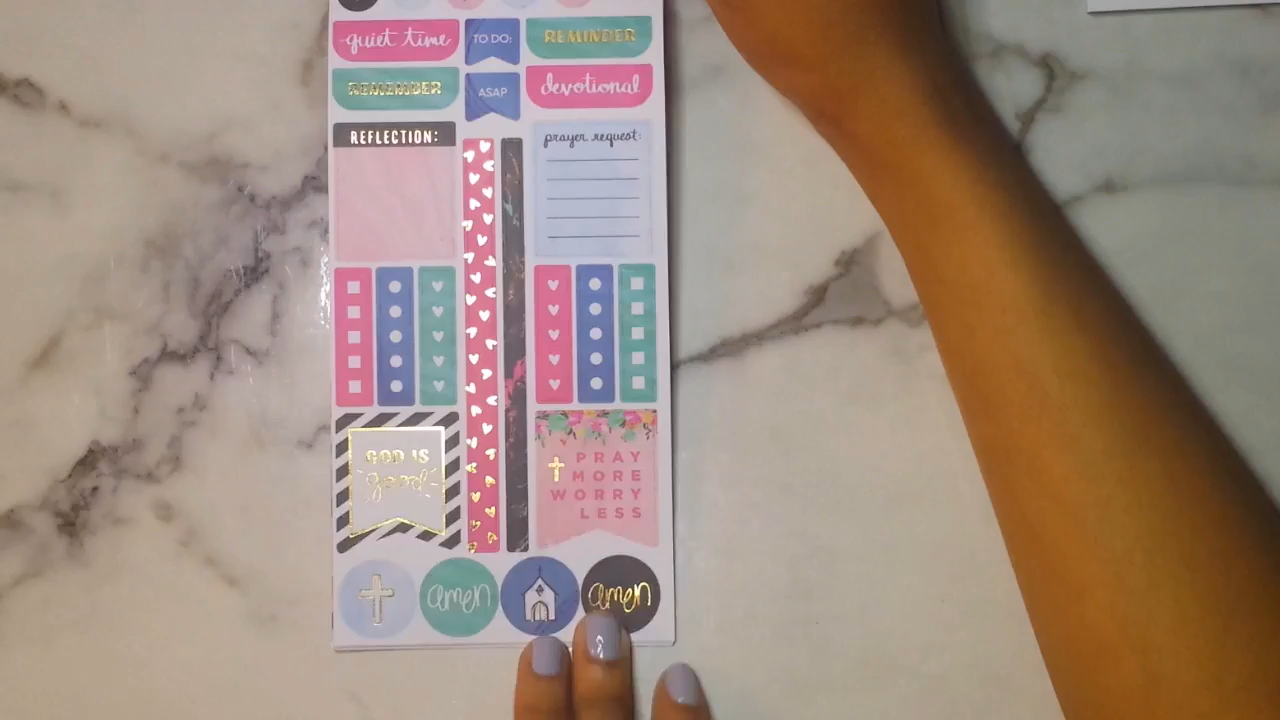 quiet time
TO DO:
REMINDER
REMEMBER
ASAP
devotional
REFLECTION:
prayer request:
GOD IS
good
PRAY
MORE
WORRY
LESS
amen
amen